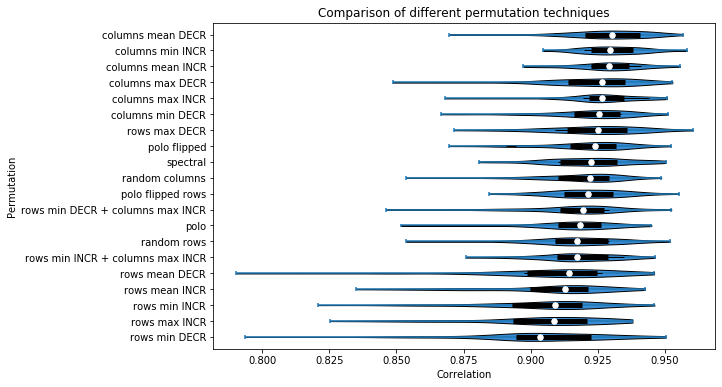 Comparison of different permutation techniques
columns mean DECR
columns min INCR
columns mean INCR
columns max DECR
columns max INCR
columns min DECR
rows max DECR
polo flipped
spectral
random columns
polo flipped rows
rows min DECR + columns max INCR
polo
random rows
rows min INCR + columns max INCR
rows mean DECR
rows mean INCR
rows min INCR
rows max INCR
rows min DECR
Permutation
0.800 0.825 0.850 0.875 0.900 0.925 0.950
Correlation